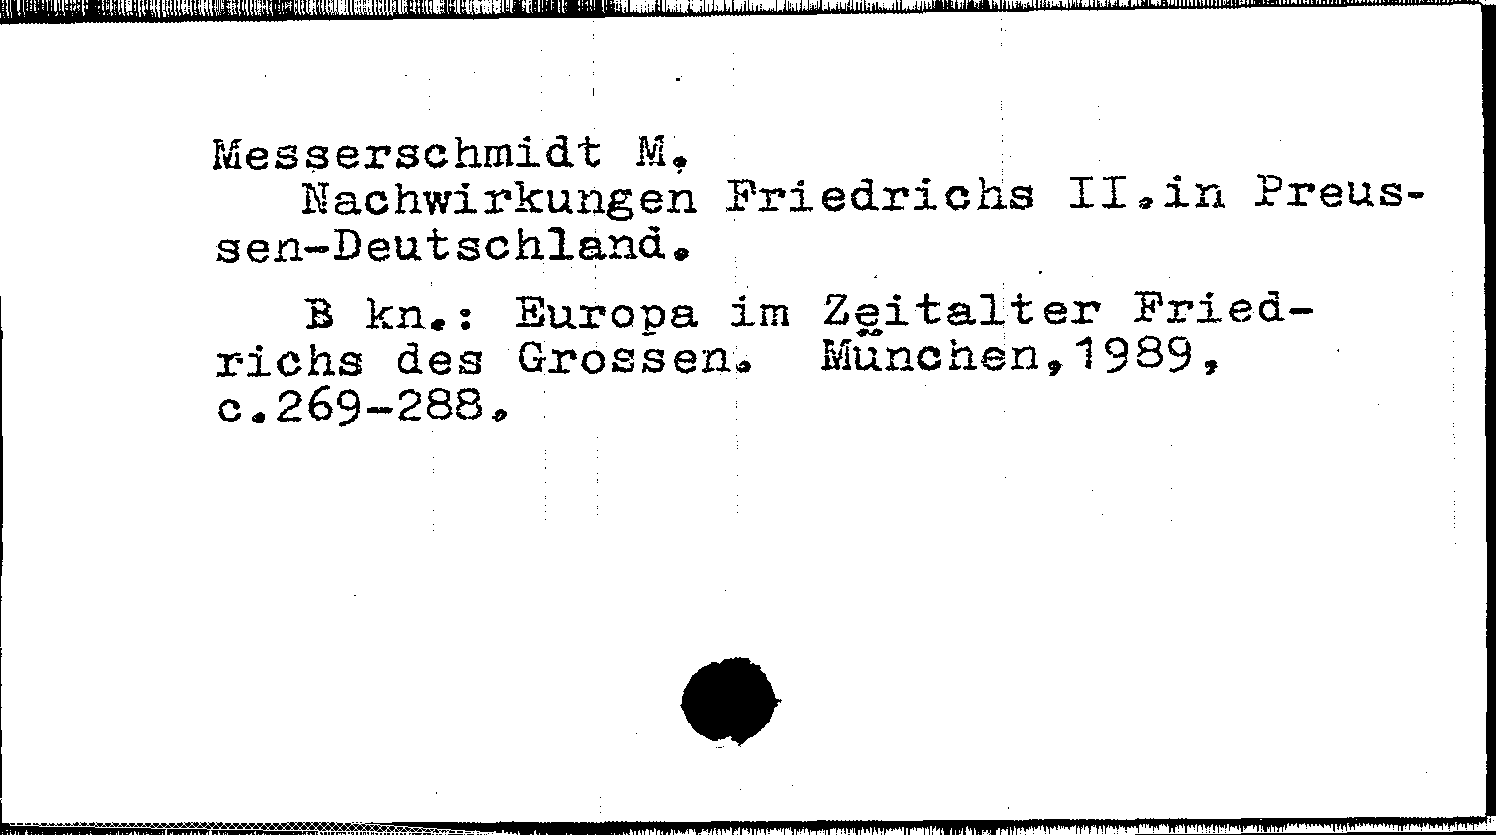 Messerschmidt M.
Nachwirkungen Friedrichs II.in Preus-
sen-Deutschland.
B kn.: Europa im Zeitalter Fried-
richs des Grossen. München,1989,
c.269-288.